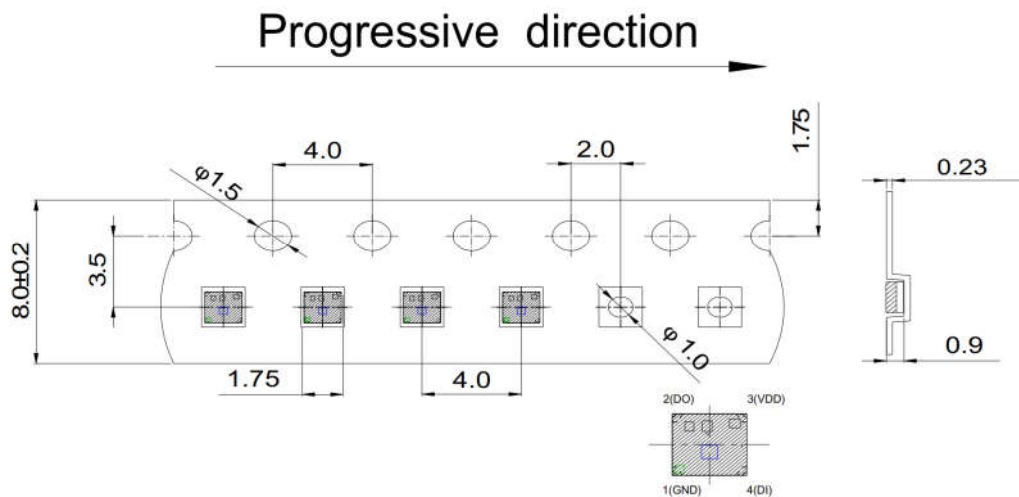 Progressive direction
1.75
4.0
2.0
0.23
φ1.5
8.0±0.2
3.5
φ 1.0
0.9
1.75
4.0
2(DO)
3(VDD)
1(GND)
4(DI)